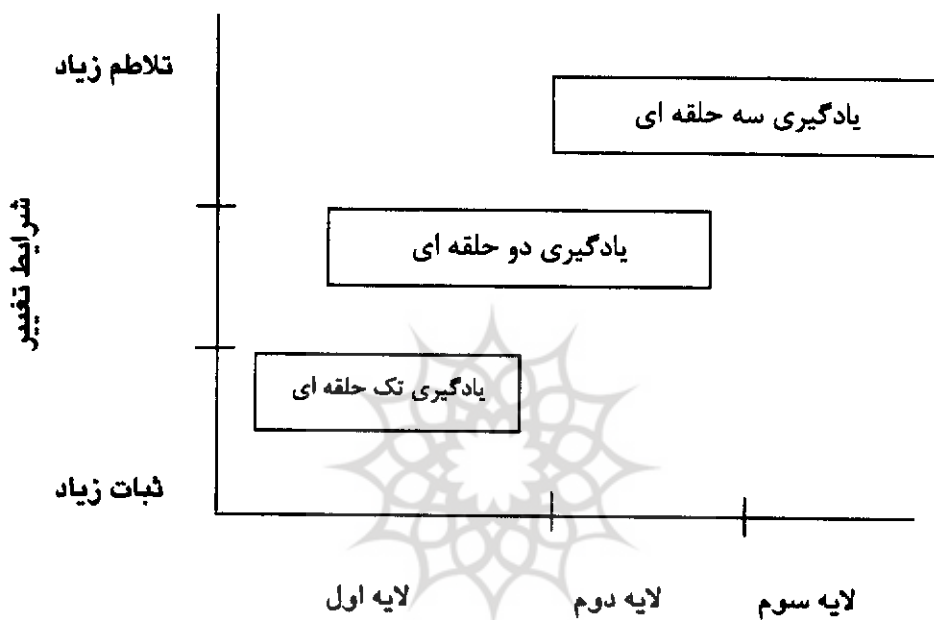 تلاطم زیاد
یادگیری سه حلقه ای
شرایط تغییر
یادگیری دو حلقه ای
یادگیری تک حلقه ای
ثبات زیاد
لایه اول
لایه دوم
لایه سوم